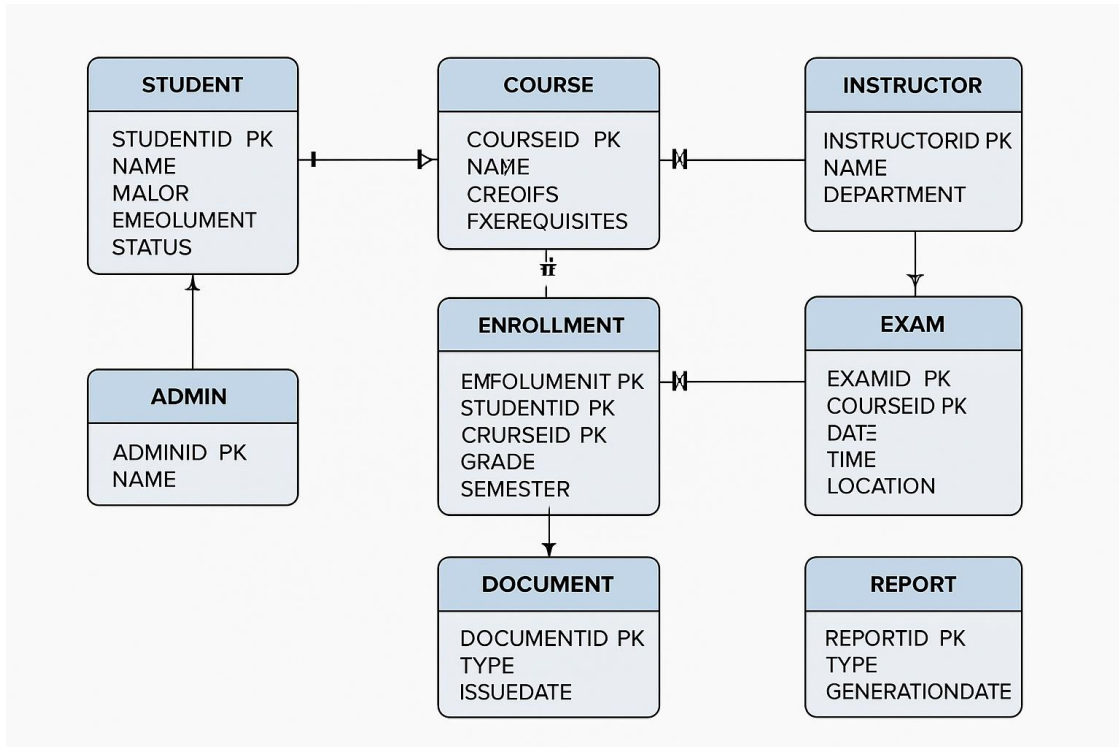 STUDENT
STUDENTID PK
NAME
MALOR
EMEOLUMENT
STATUS
COURSE
COURSEID PK
NAME
CREOIFS
FXEREQUISITES
INSTRUCTOR
INSTRUCTORID PK
NAME
DEPARTMENT
ADMIN
ADMINID PK
NAME
ENROLLMENT
EMFOLUMENIT PK
STUDENTID PK
CRURSEID PK
GRADE
SEMESTER
EXAM
EXAMID PK
COURSEID PK
DATE
TIME
LOCATION
DOCUMENT
DOCUMENTID PK
TYPE
ISSUEDATE
REPORT
REPORTID PK
TYPE
GENERATIONDATE